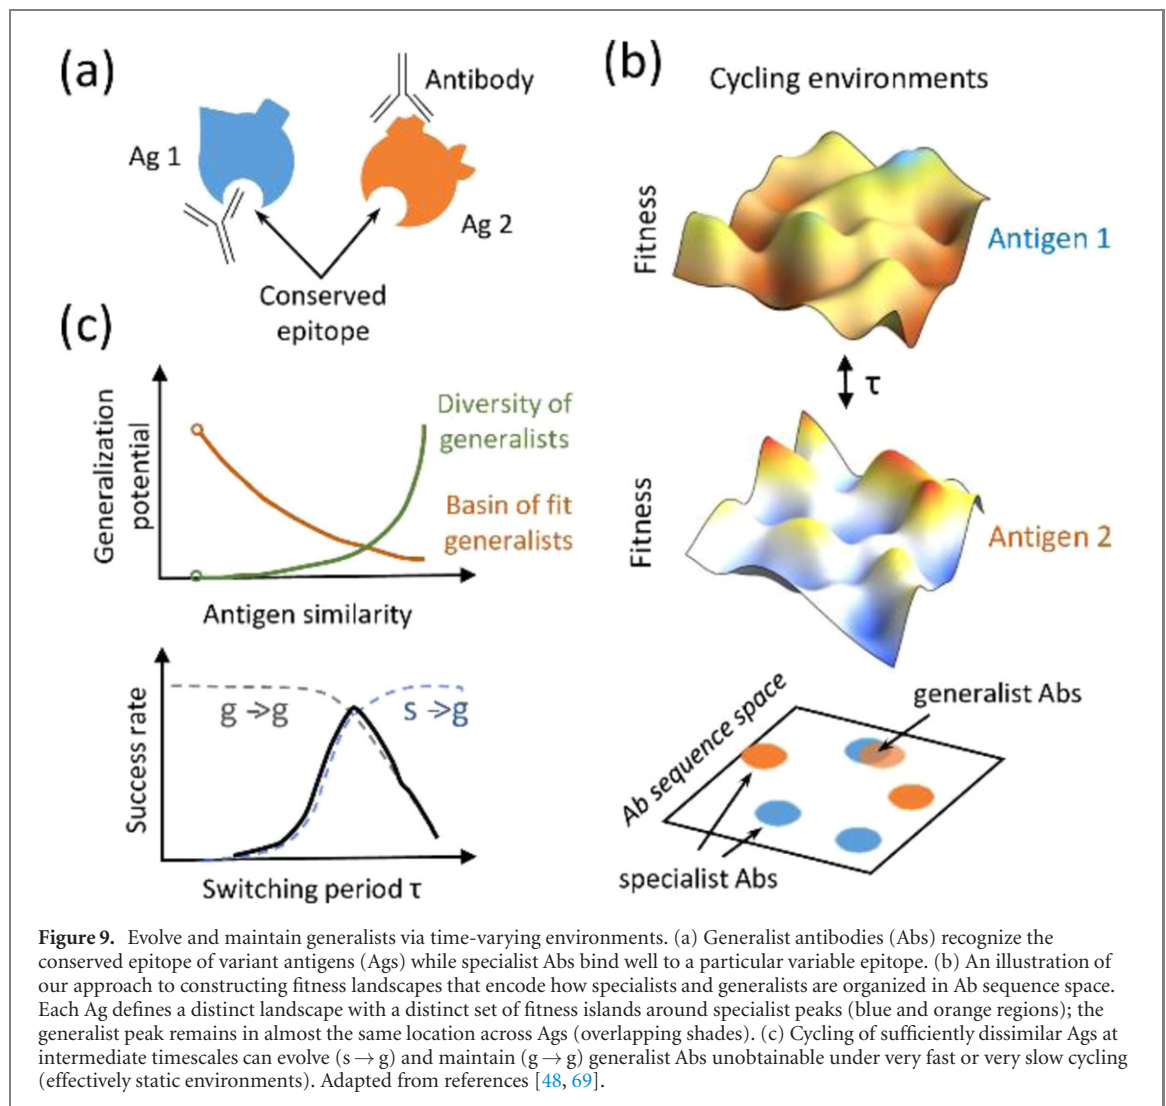 (a)
Antibody
Ag 1
Ag 2
Conserved
epitope
(b)
Cycling environments
Fitness
Antigen 1
τ
Fitness
Antigen 2
Ab sequence space
generalist Abs
specialist Abs
(c)
Generalization
potential
Diversity of
generalists
Basin of fit
generalists
Antigen similarity
Success rate
g →g
s →g
Switching period τ
Figure 9. Evolve and maintain generalists via time-varying environments. (a) Generalist antibodies (Abs) recognize the
conserved epitope of variant antigens (Ags) while specialist Abs bind well to a particular variable epitope. (b) An illustration of
our approach to constructing fitness landscapes that encode how specialists and generalists are organized in Ab sequence space.
Each Ag defines a distinct landscape with a distinct set of fitness islands around specialist peaks (blue and orange regions); the
generalist peak remains in almost the same location across Ags (overlapping shades). (c) Cycling of sufficiently dissimilar Ags at
intermediate timescales can evolve (s → g) and maintain (g → g) generalist Abs unobtainable under very fast or very slow cycling
(effectively static environments). Adapted from references [48, 69].